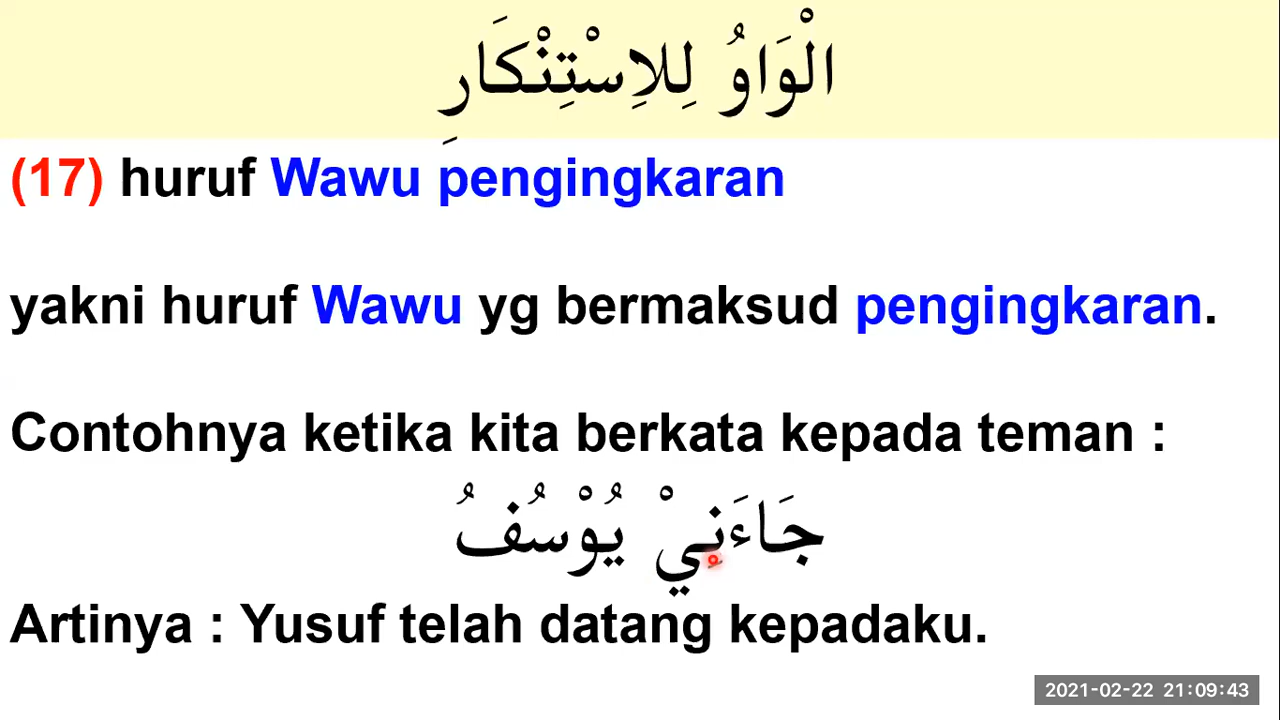 الْوَاوُ لِلاِسْتِنْكَارِ
(17) huruf Wawu pengingkaran
yakni huruf Wawu yg bermaksud pengingkaran.
Contohnya ketika kita berkata kepada teman :
جَاءَنِيْ يُوْسُفُ
Artinya : Yusuf telah datang kepadaku.
2021-02-22 21:09:43